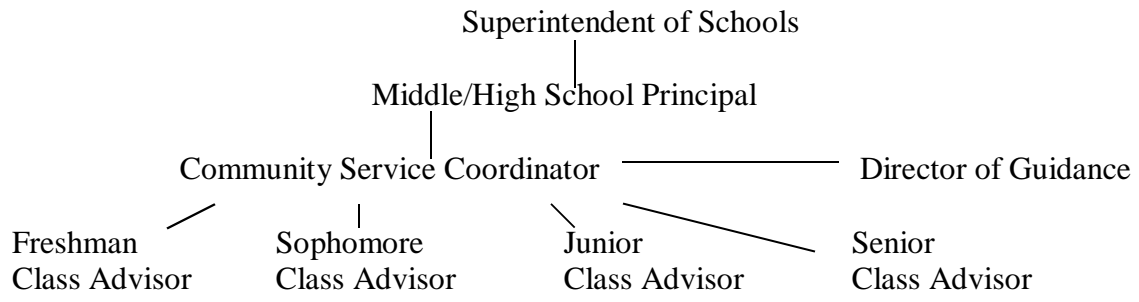 Superintendent of Schools
Middle/High School Principal
Community Service Coordinator Director of Guidance
Freshman Sophomore Junior Senior
Class Advisor Class Advisor Class Advisor Class Advisor